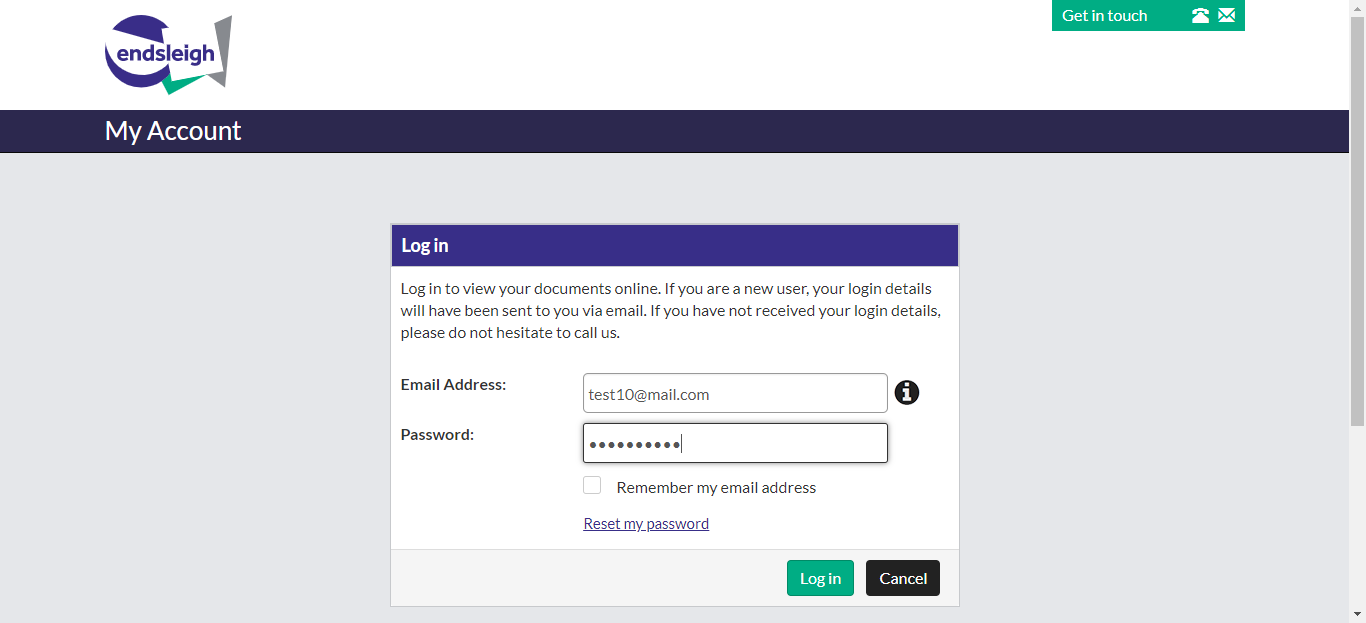 Get in touch
endsleigh
My Account
Log in
Log in to view your documents online. If you are a new user, your login details
will have been sent to you via email. If you have not received your login details,
please do not hesitate to call us.
Email Address:
test10@mail.com
Password:
••••••••••
Remember my email address
Reset my password
Log in
Cancel